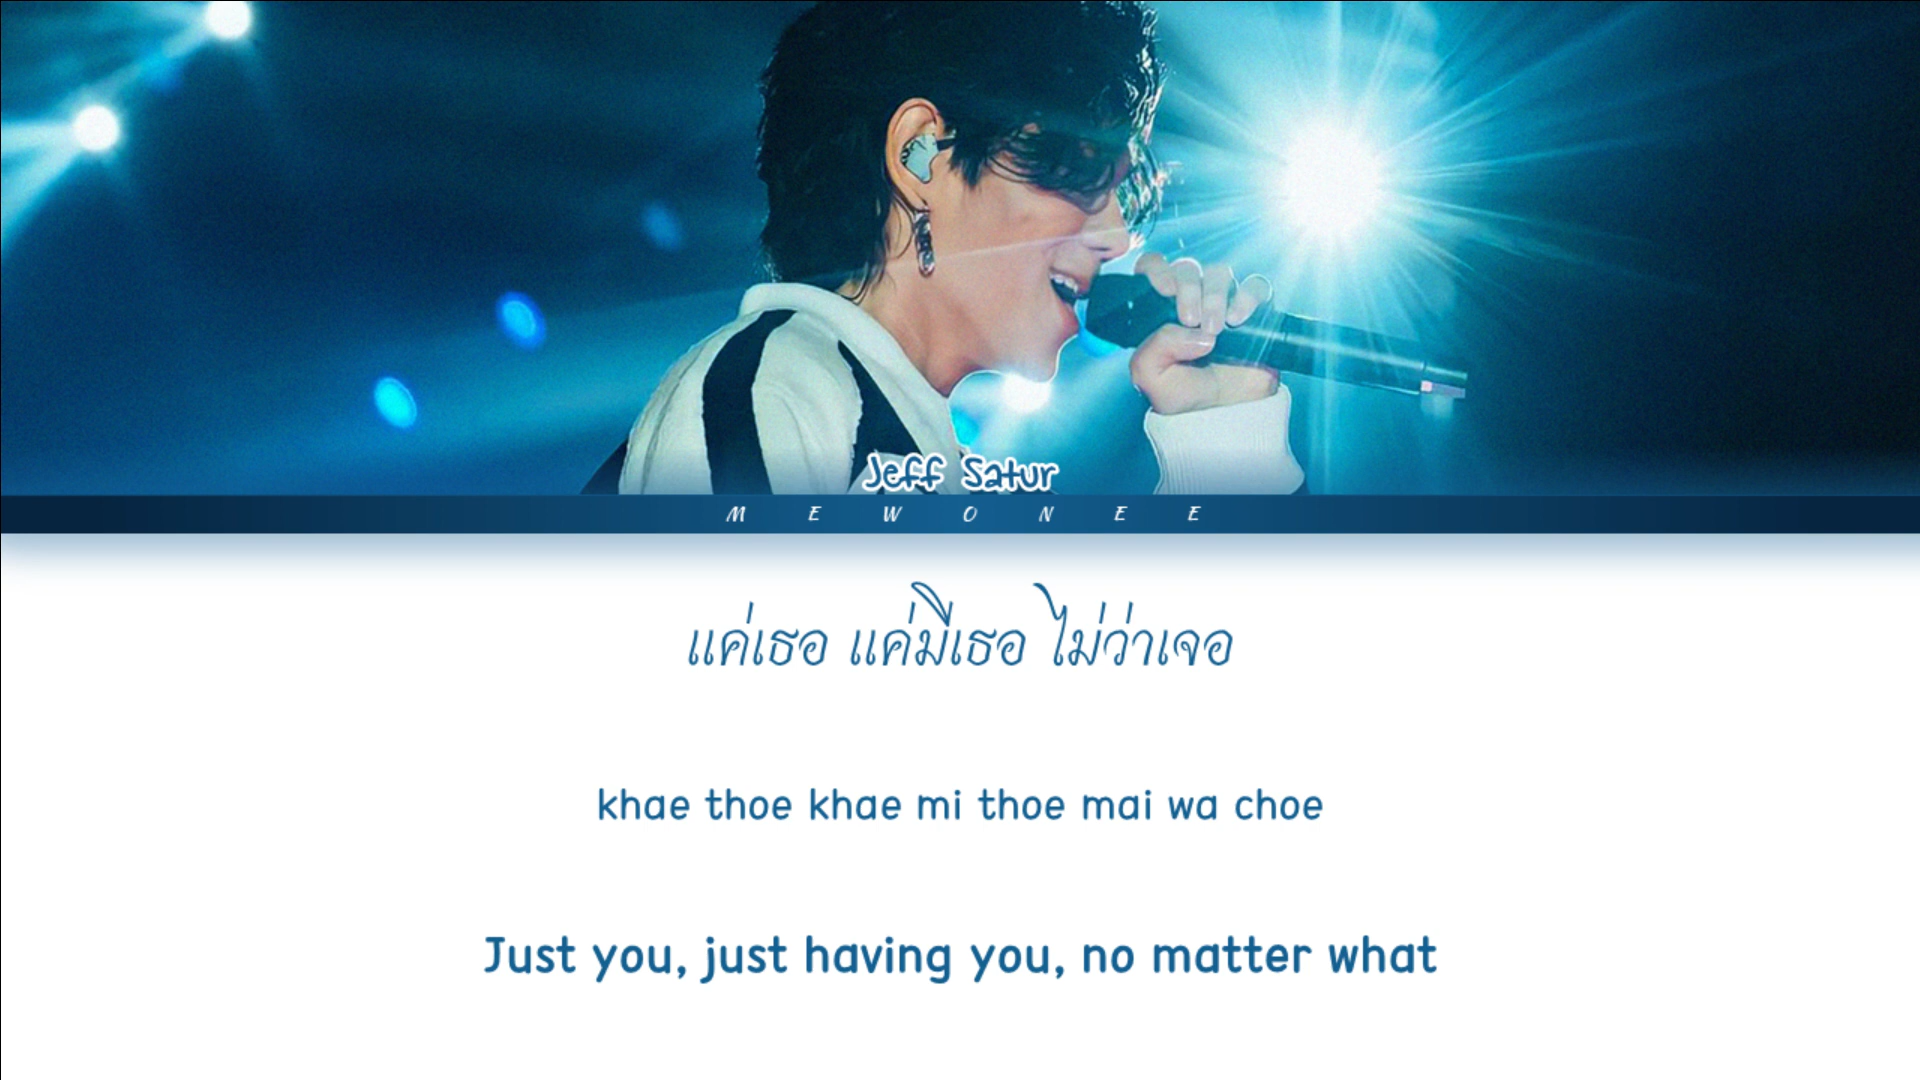 Jeff Satur
MEWONEE
แค่เธอ แค่มีเธอ ไม่ว่าเจอ
khae thoe khae mi thoe mai wa choe
Just you, just having you, no matter what